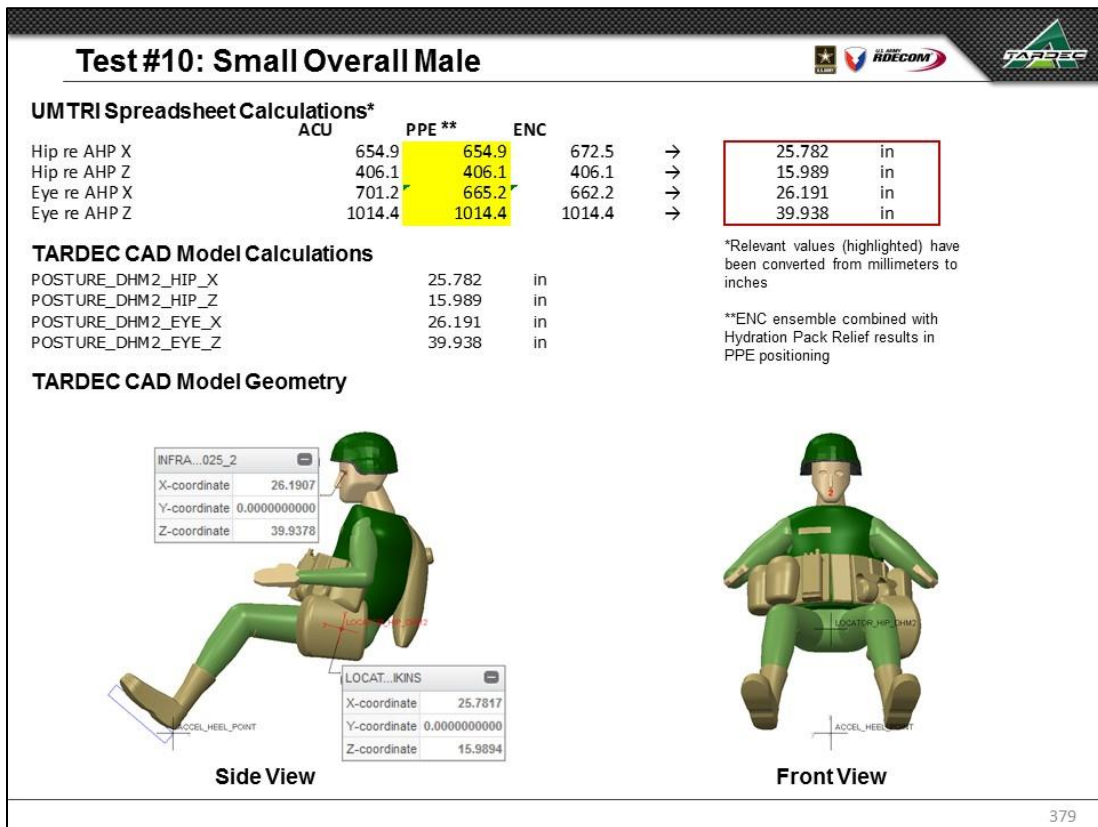 Test #10: Small Overall Male
U.S. ARMY
U.S. ARMY
RDECOM
TARDEC
UMTRI Spreadsheet Calculations*
ACU PPE ** ENC
Hip re AHP X 654.9 654.9 672.5 → 25.782 in
Hip re AHP Z 406.1 406.1 406.1 → 15.989 in
Eye re AHP X 701.2 665.2 662.2 → 26.191 in
Eye re AHP Z 1014.4 1014.4 1014.4 → 39.938 in
*Relevant values (highlighted) have
been converted from millimeters to
inches
**ENC ensemble combined with
Hydration Pack Relief results in
PPE positioning
TARDEC CAD Model Calculations
POSTURE_DHM2_HIP_X 25.782 in
POSTURE_DHM2_HIP_Z 15.989 in
POSTURE_DHM2_EYE_X 26.191 in
POSTURE_DHM2_EYE_Z 39.938 in
TARDEC CAD Model Geometry
INFRA...025_2
X-coordinate 26.1907
Y-coordinate 0.0000000000
Z-coordinate 39.9378
LOCAT...IKINS
X-coordinate 25.7817
Y-coordinate 0.0000000000
Z-coordinate 15.9894
ACCEL_HEEL_POINT
Side View
2
LOCATOR_HIP_DHM2
Front View
379